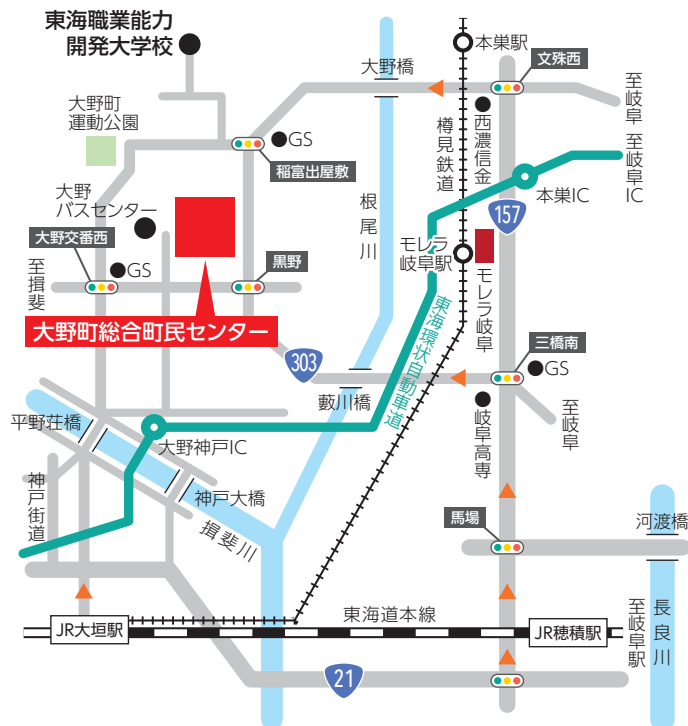 東海職業能力
開発大学校
大野町
運動公園
GS
稲富出屋敷
大野橋
本巣駅
文殊西
至岐阜
西濃信金
樽見鉄道
至岐阜IC
本巣IC
157
大野
バスセンター
大野交番西
GS
至揖斐
黒野
大野町総合町民センター
根尾川
モレラ
岐阜駅
モレラ岐阜
東海環状自動車道
303
三橋南
GS
藪川橋
岐阜高専
至岐阜
平野荘橋
大野神戸IC
神戸大橋
神戸街道
揖斐川
馬場
河渡橋
JR大垣駅
東海道本線
JR穂積駅
至岐阜駅
長良川
21